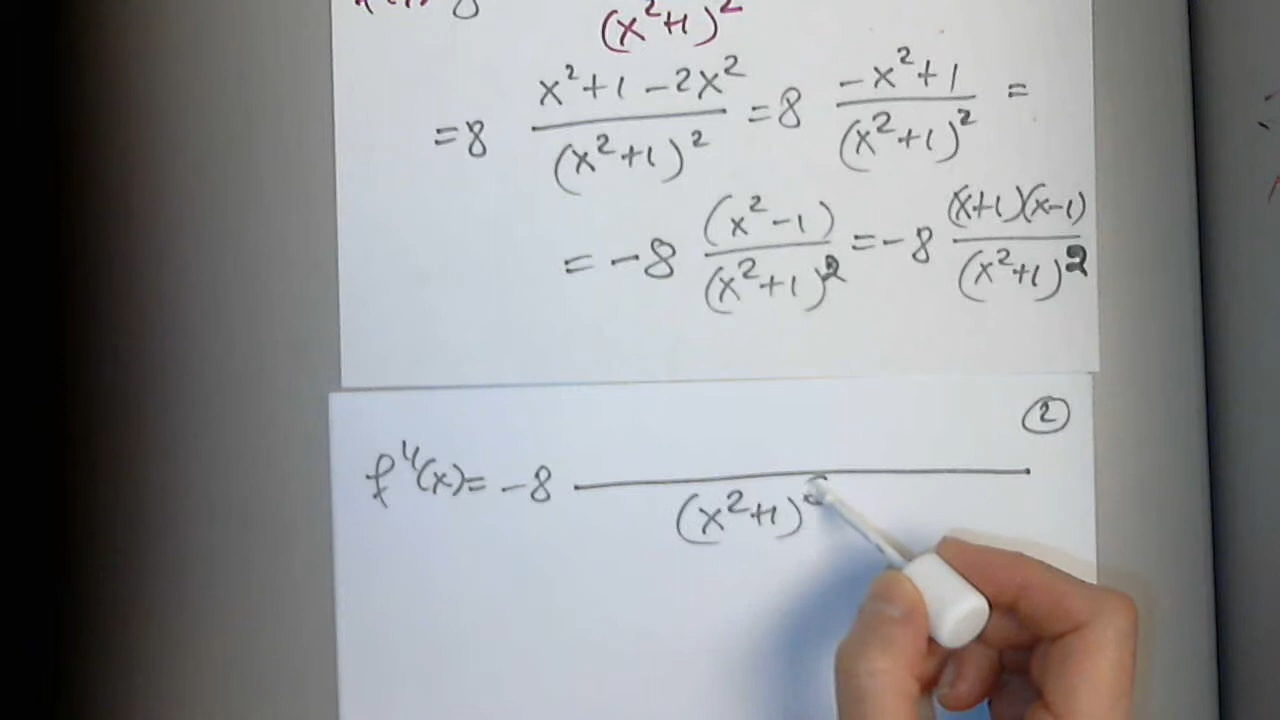 (x²+1)²
=8 (x²+1-2x²)/(x²+1)² =8 (-x²+1)/(x²+1)² =
=-8 (x²-1)/(x²+1)² =-8 (x+1)(x-1)/(x²+1)²
②
f"(x)= -8 ———/(x²+1)